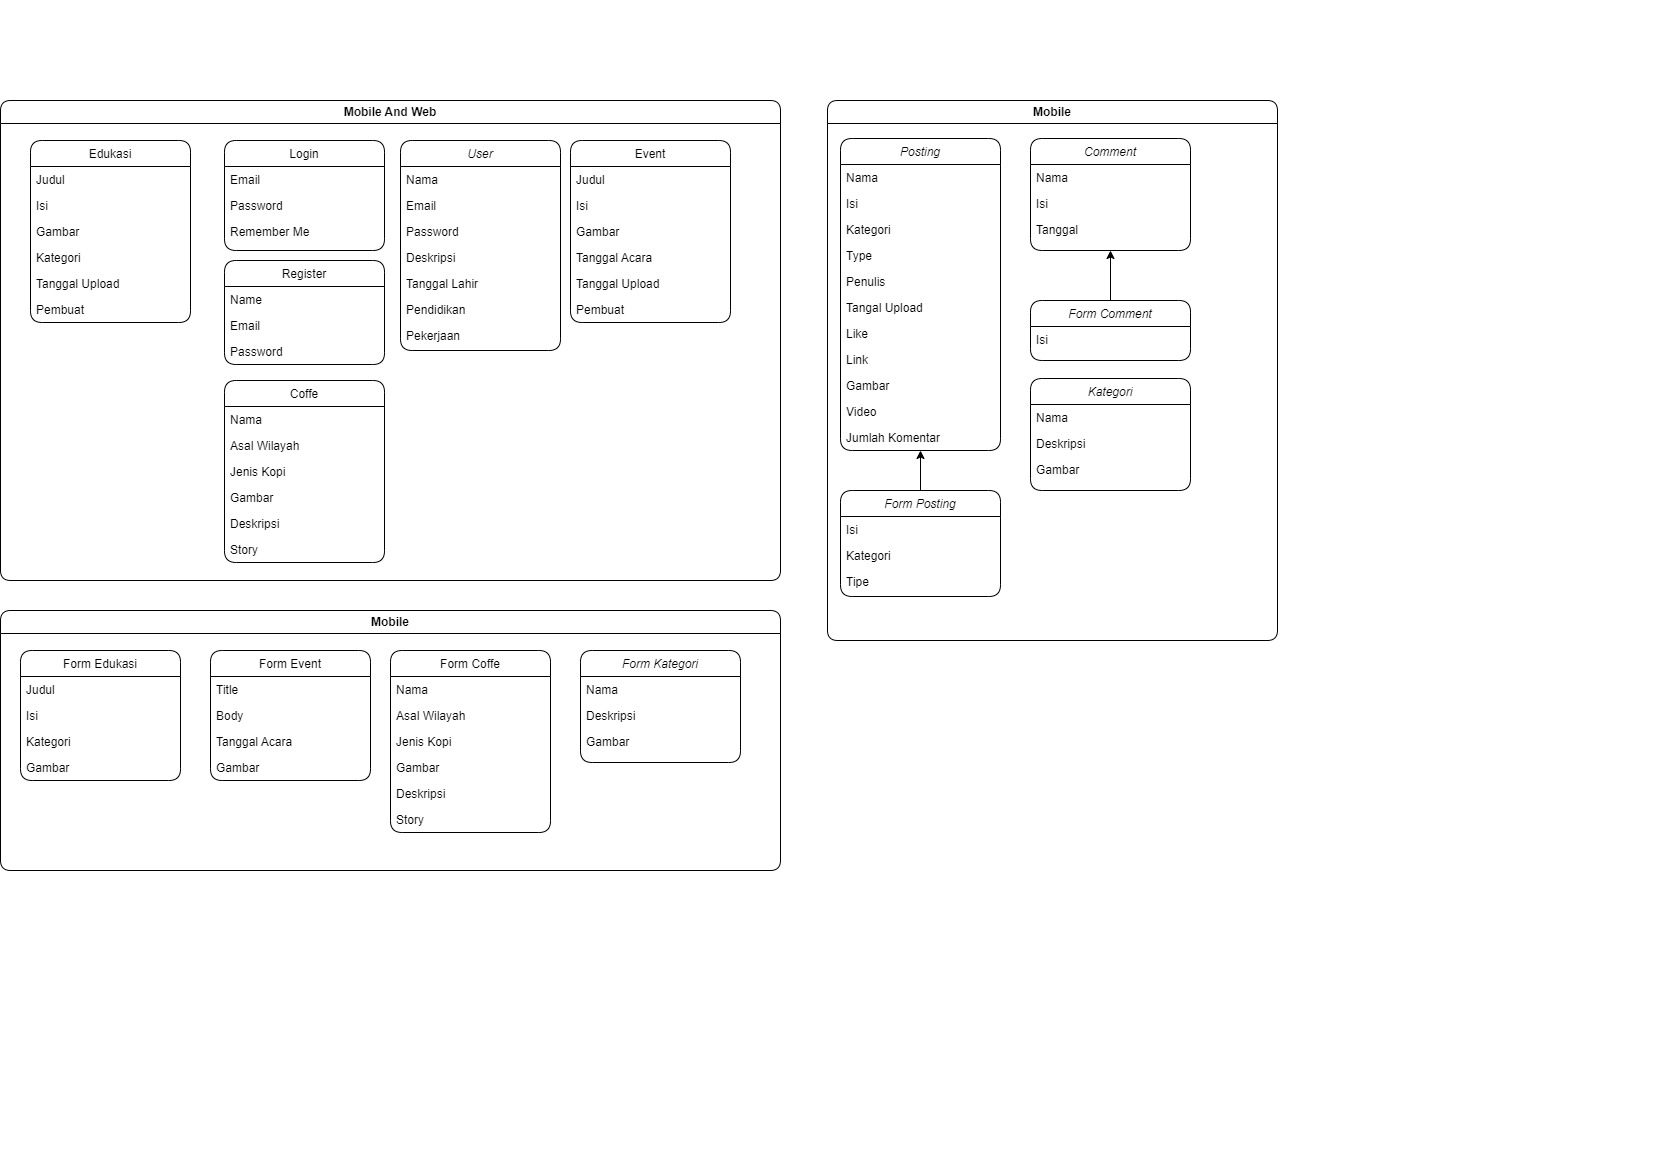 Mobile And Web
Edukasi
Judul
Isi
Gambar
Kategori
Tanggal Upload
Pembuat
Login
Email
Password
Remember Me
Register
Name
Email
Password
Coffe
Nama
Asal Wilayah
Jenis Kopi
Gambar
Deskripsi
Story
User
Nama
Email
Password
Deskripsi
Tanggal Lahir
Pendidikan
Pekerjaan
Event
Judul
Isi
Gambar
Tanggal Acara
Tanggal Upload
Pembuat
Mobile
Form Edukasi
Judul
Isi
Kategori
Gambar
Form Event
Title
Body
Tanggal Acara
Gambar
Form Coffe
Nama
Asal Wilayah
Jenis Kopi
Gambar
Deskripsi
Story
Form Kategori
Nama
Deskripsi
Gambar
Mobile
Posting
Nama
Isi
Kategori
Type
Penulis
Tangal Upload
Like
Link
Gambar
Video
Jumlah Komentar
Form Posting
Isi
Kategori
Tipe
Comment
Nama
Isi
Tanggal
Form Comment
Isi
Kategori
Nama
Deskripsi
Gambar